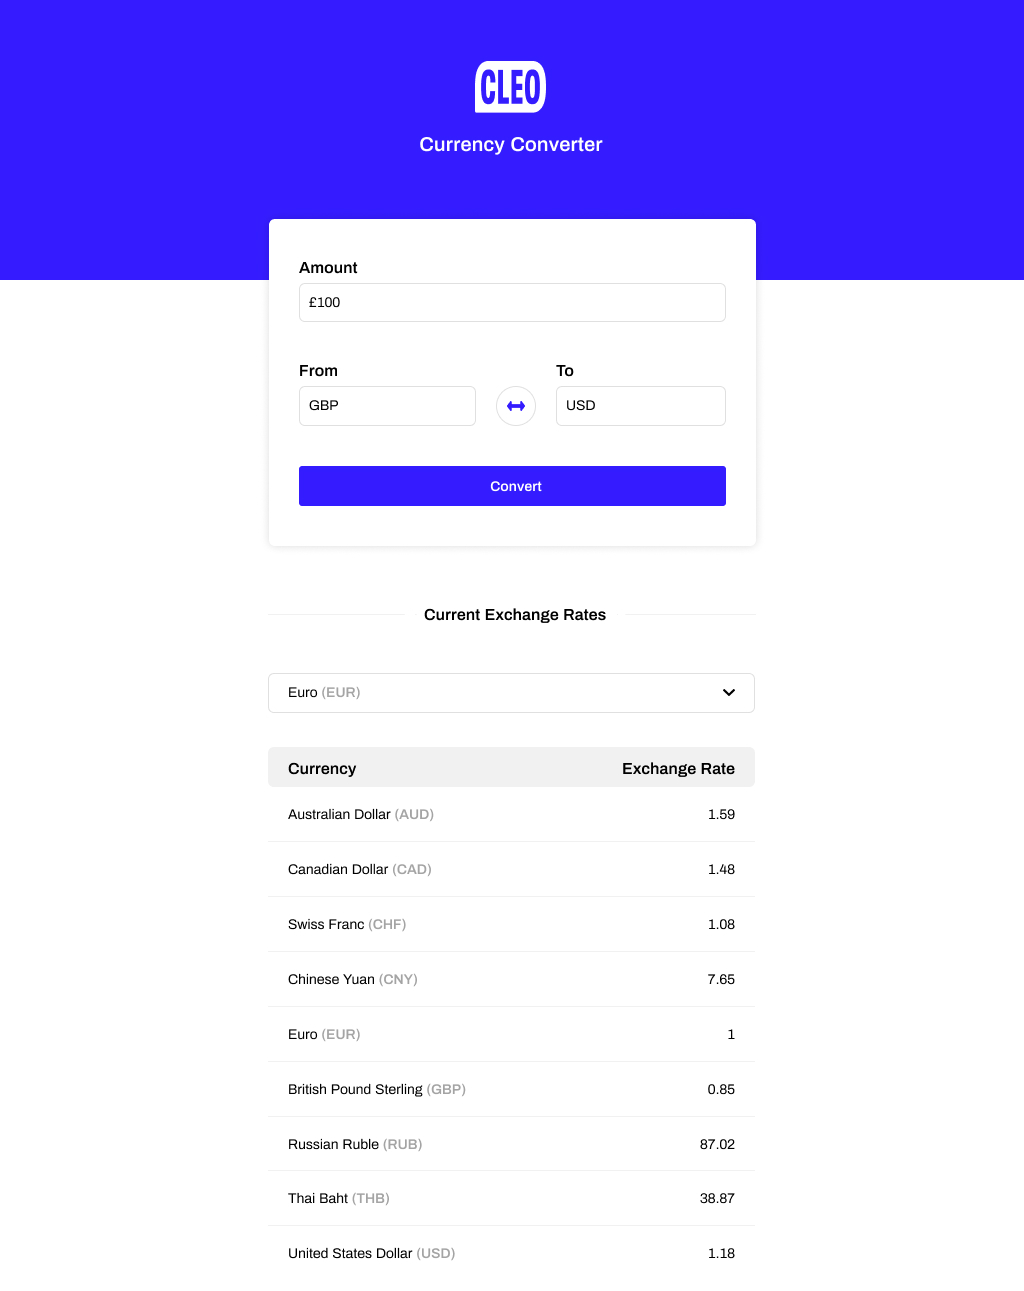 CLEO
Currency Converter
Amount
£100
From To
GBP USD
Convert
Current Exchange Rates
Euro (EUR)
Currency Exchange Rate
Australian Dollar (AUD) 1.59
Canadian Dollar (CAD) 1.48
Swiss Franc (CHF) 1.08
Chinese Yuan (CNY) 7.65
Euro (EUR) 1
British Pound Sterling (GBP) 0.85
Russian Ruble (RUB) 87.02
Thai Baht (THB) 38.87
United States Dollar (USD) 1.18